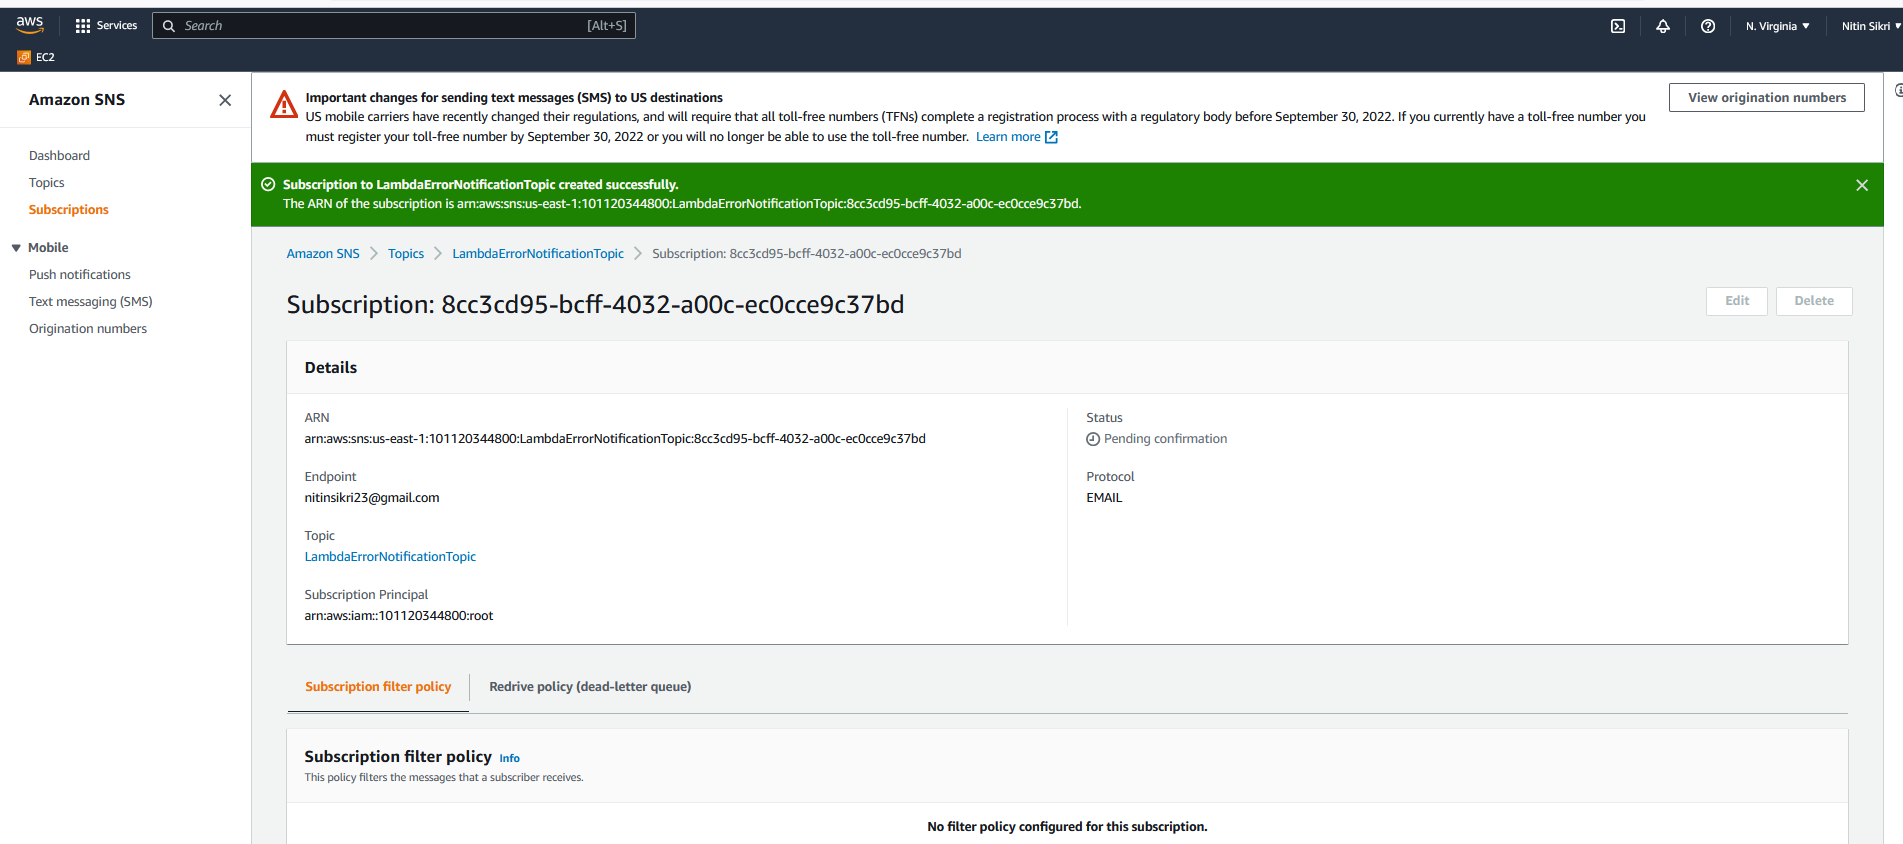 aws
Services
Search
[Alt+S]
N. Virginia
Nitin Sikri
EC2
Amazon SNS
Dashboard
Topics
Subscriptions
Mobile
Push notifications
Text messaging (SMS)
Origination numbers
Important changes for sending text messages (SMS) to US destinations
US mobile carriers have recently changed their regulations, and will require that all toll-free numbers (TFNs) complete a registration process with a regulatory body before September 30, 2022. If you currently have a toll-free number you
must register your toll-free number by September 30, 2022 or you will no longer be able to use the toll-free number. Learn more
View origination numbers
Subscription to LambdaErrorNotificationTopic created successfully.
The ARN of the subscription is arn:aws:sns:us-east-1:101120344800:LambdaErrorNotificationTopic:8cc3cd95-bcff-4032-a00c-ec0cce9c37bd.
Amazon SNS
Topics
LambdaErrorNotificationTopic
Subscription: 8cc3cd95-bcff-4032-a00c-ec0cce9c37bd
Subscription: 8cc3cd95-bcff-4032-a00c-ec0cce9c37bd
Edit
Delete
Details
ARN
arn:aws:sns:us-east-1:101120344800:LambdaErrorNotificationTopic:8cc3cd95-bcff-4032-a00c-ec0cce9c37bd
Endpoint
nitinsikri23@gmail.com
Topic
LambdaErrorNotificationTopic
Subscription Principal
arn:aws:iam::101120344800:root
Status
Pending confirmation
Protocol
EMAIL
Subscription filter policy
Redrive policy (dead-letter queue)
Subscription filter policy Info
This policy filters the messages that a subscriber receives.
No filter policy configured for this subscription.